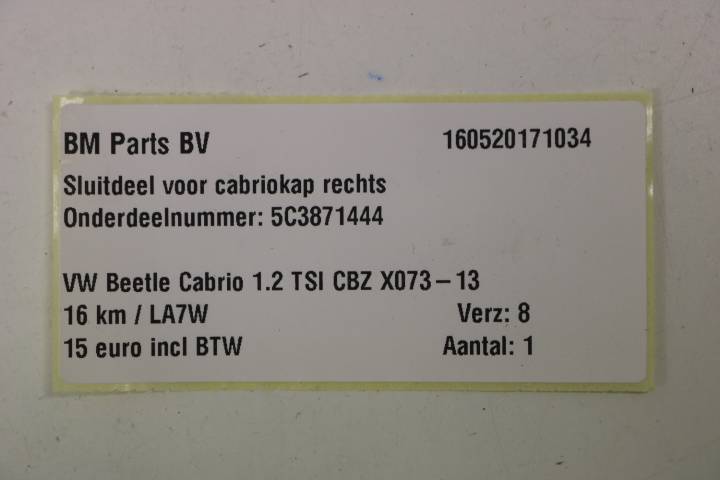 BM Parts BV 160520171034
Sluitdeel voor cabriokap rechts
Onderdeelnummer: 5C3871444
VW Beetle Cabrio 1.2 TSI CBZ X073-13
16 km / LA7W Verz: 8
15 euro incl BTW Aantal: 1